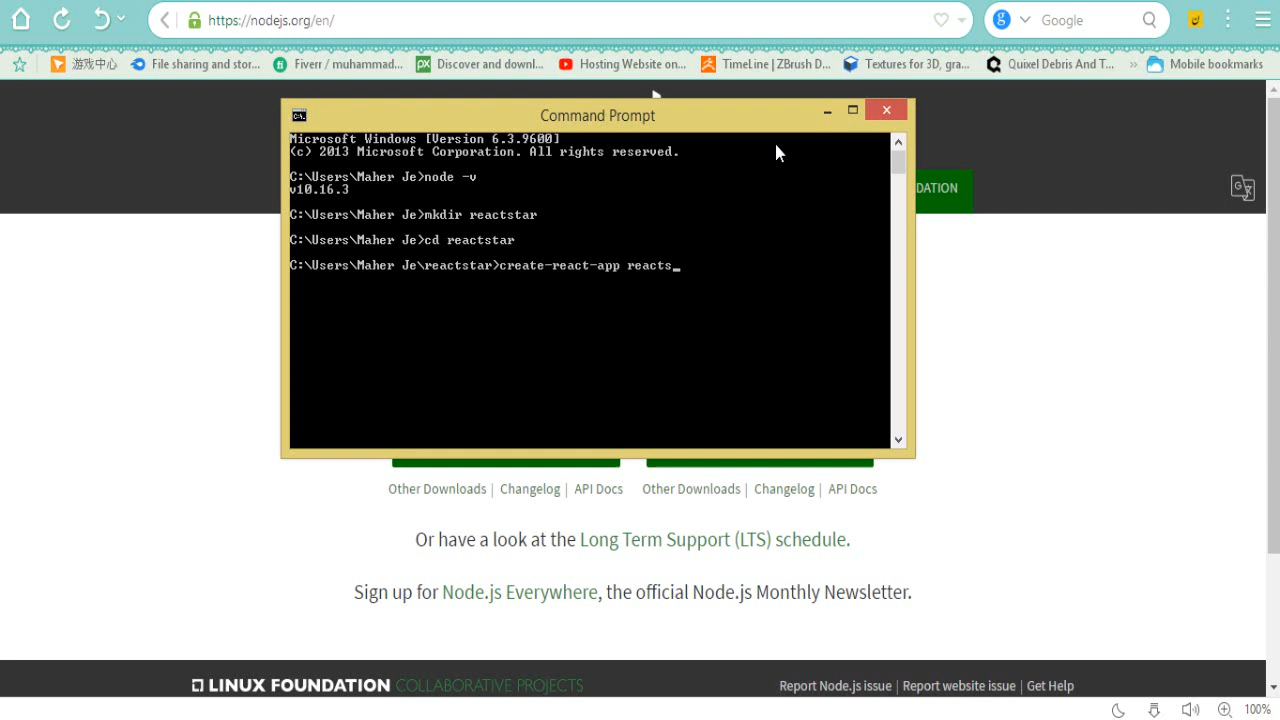 https://nodejs.org/en/
Google
游戏中心
File sharing and stor...
Fiverr / muhammad...
Discover and downl...
Hosting Website on...
TimeLine | ZBrush D...
Textures for 3D, gra...
Quixel Debris And T...
Mobile bookmarks
Command Prompt
Microsoft Windows [Version 6.3.9600]
(c) 2013 Microsoft Corporation. All rights reserved.
C:\Users\Maher Je>node -v
v10.16.3
C:\Users\Maher Je>mkdir reactstar
C:\Users\Maher Je>cd reactstar
C:\Users\Maher Je\reactstar>create-react-app reacts_
DATION
Other Downloads | Changelog | API Docs
Other Downloads | Changelog | API Docs
Or have a look at the Long Term Support (LTS) schedule.
Sign up for Node.js Everywhere, the official Node.js Monthly Newsletter.
LINUX FOUNDATION COLLABORATIVE PROJECTS
Report Node.js issue | Report website issue | Get Help
100%